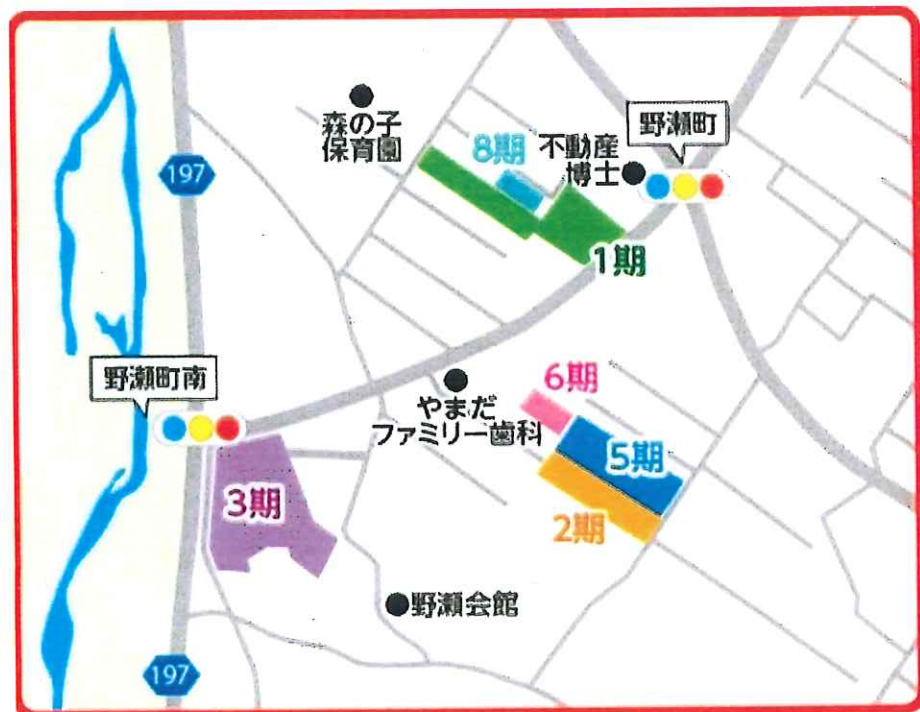 野瀬町
森の子
保育園
8期
不動産
博士
197
1期
野瀬町南
6期
やまだ
ファミリー歯科
5期
3期
2期
野瀬会館
197